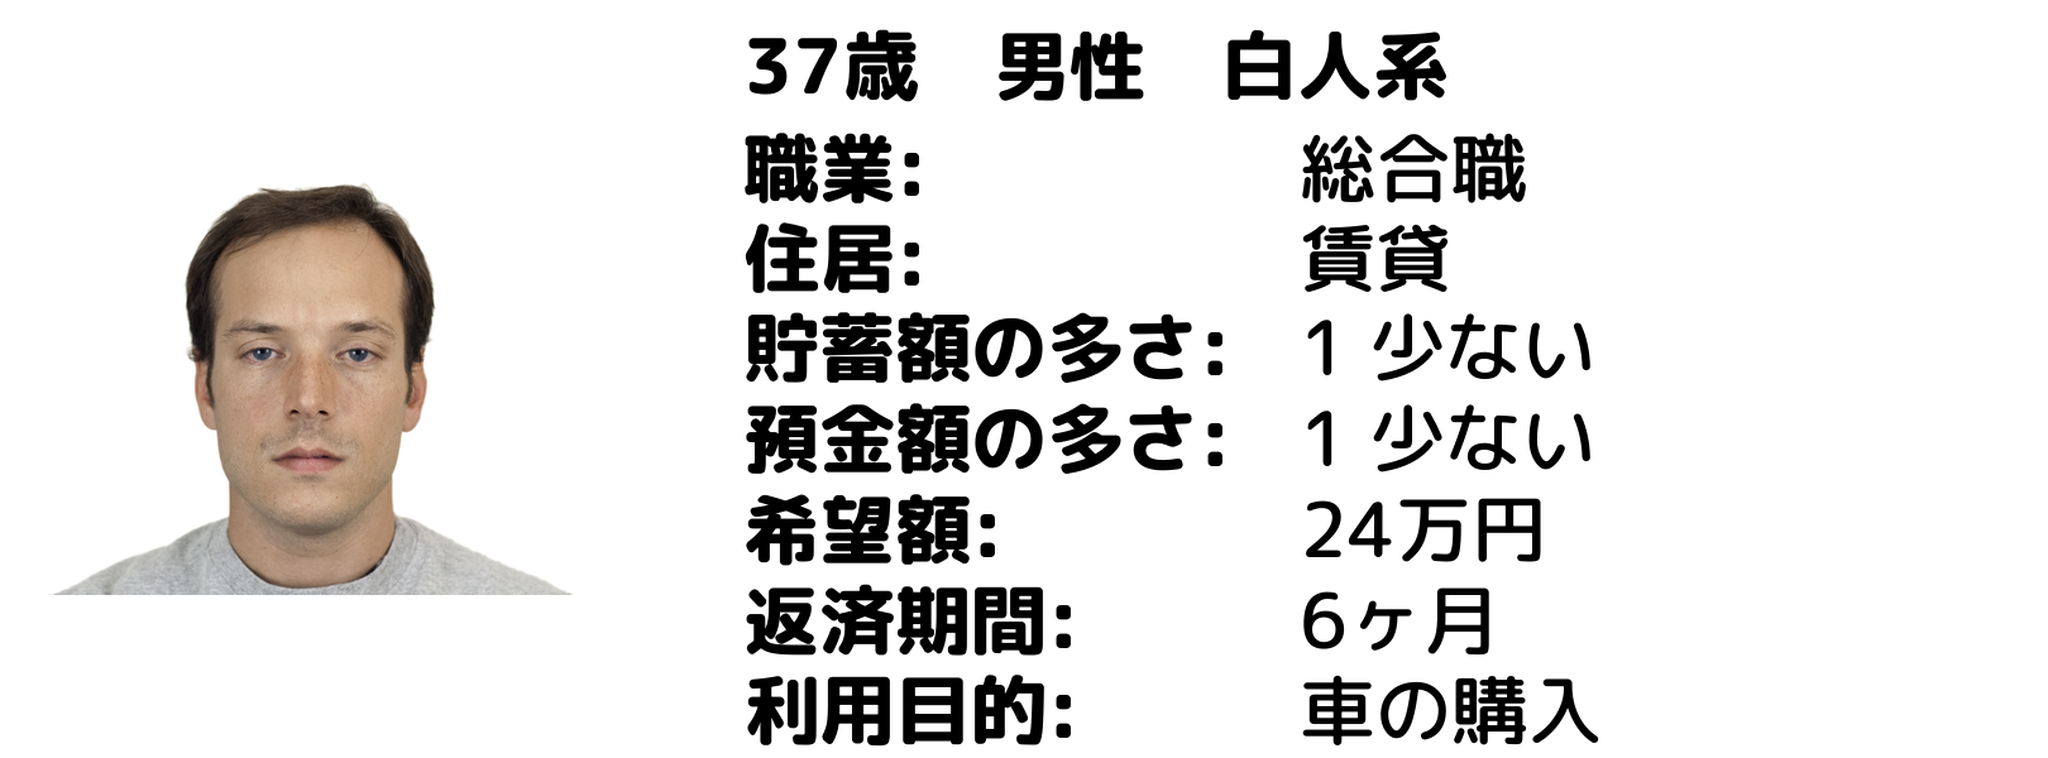 37歳　男性　白人系
職業: 総合職
住居: 賃貸
貯蓄額の多さ: 1 少ない
預金額の多さ: 1 少ない
希望額: 24万円
返済期間: 6ヶ月
利用目的: 車の購入